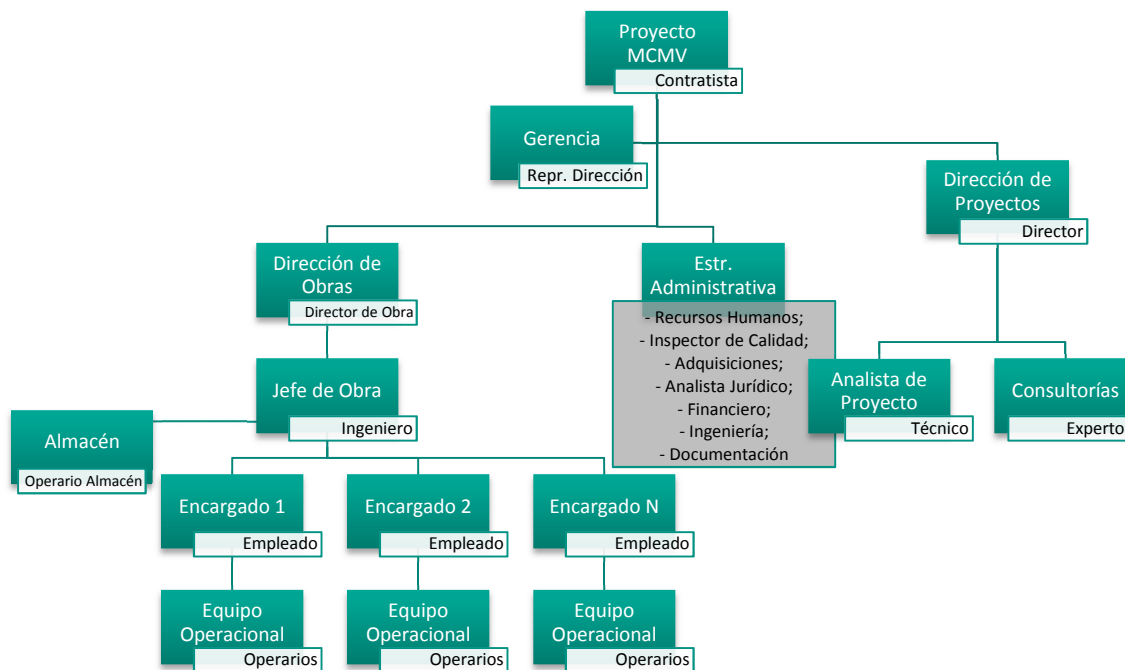 Proyecto
MCMV
Contratista
Gerencia
Repr. Dirección
Dirección de
Proyectos
Director
Dirección de
Obras
Director de Obra
Estr.
Administrativa
- Recursos Humanos;
- Inspector de Calidad;
- Adquisiciones;
- Analista Jurídico;
- Financiero;
- Ingeniería;
- Documentación
Jefe de Obra
Ingeniero
Analista de
Proyecto
Técnico
Consultorías
Experto
Almacén
Operario Almacén
Encargado 1
Empleado
Encargado 2
Empleado
Encargado N
Empleado
Equipo
Operacional
Operarios
Equipo
Operacional
Operarios
Equipo
Operacional
Operarios